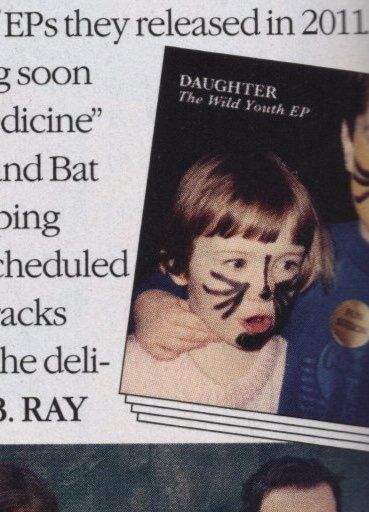 EPs they released in 2011.
g soon
dicine"
and Bat
ping
cheduled
racks
he deli-
B. RAY
DAUGHTER
The Wild Youth EP